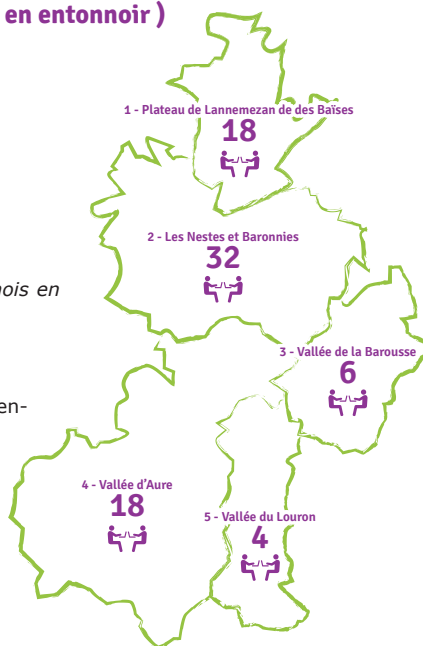 en entonnoir )
1 - Plateau de Lannemezan de des Baïses
18
2 - Les Nestes et Baronnies
32
nois en
3 - Vallée de la Barousse
6
en-
4 - Vallée d'Aure
18
5 - Vallée du Louron
4